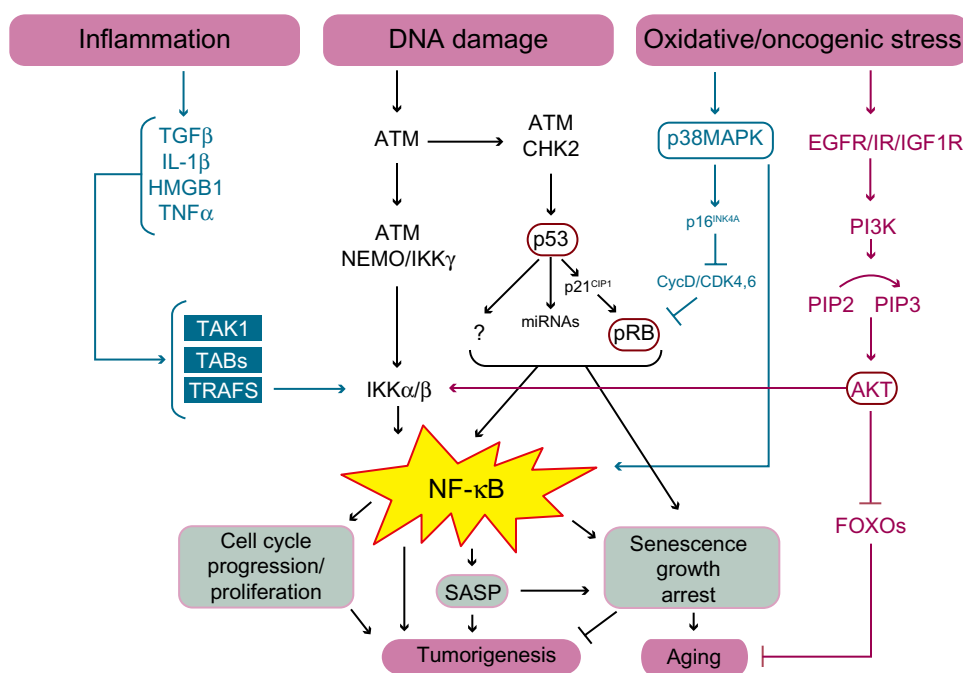 Inflammation
DNA damage
Oxidative/oncogenic stress
TGFβ
IL-1β
HMGB1
TNFα
ATM
ATM
CHK2
p38MAPK
EGFR/IR/IGF1R
ATM
NEMO/IKKγ
p53
p16INK4A
PI3K
p21CIP1
CycD/CDK4,6
?
miRNAs
pRB
PIP2
PIP3
TAK1
TABs
TRAFS
IKKα/β
AKT
NF-κB
FOXOs
Cell cycle
progression/
proliferation
SASP
Senescence
growth
arrest
Tumorigenesis
Aging